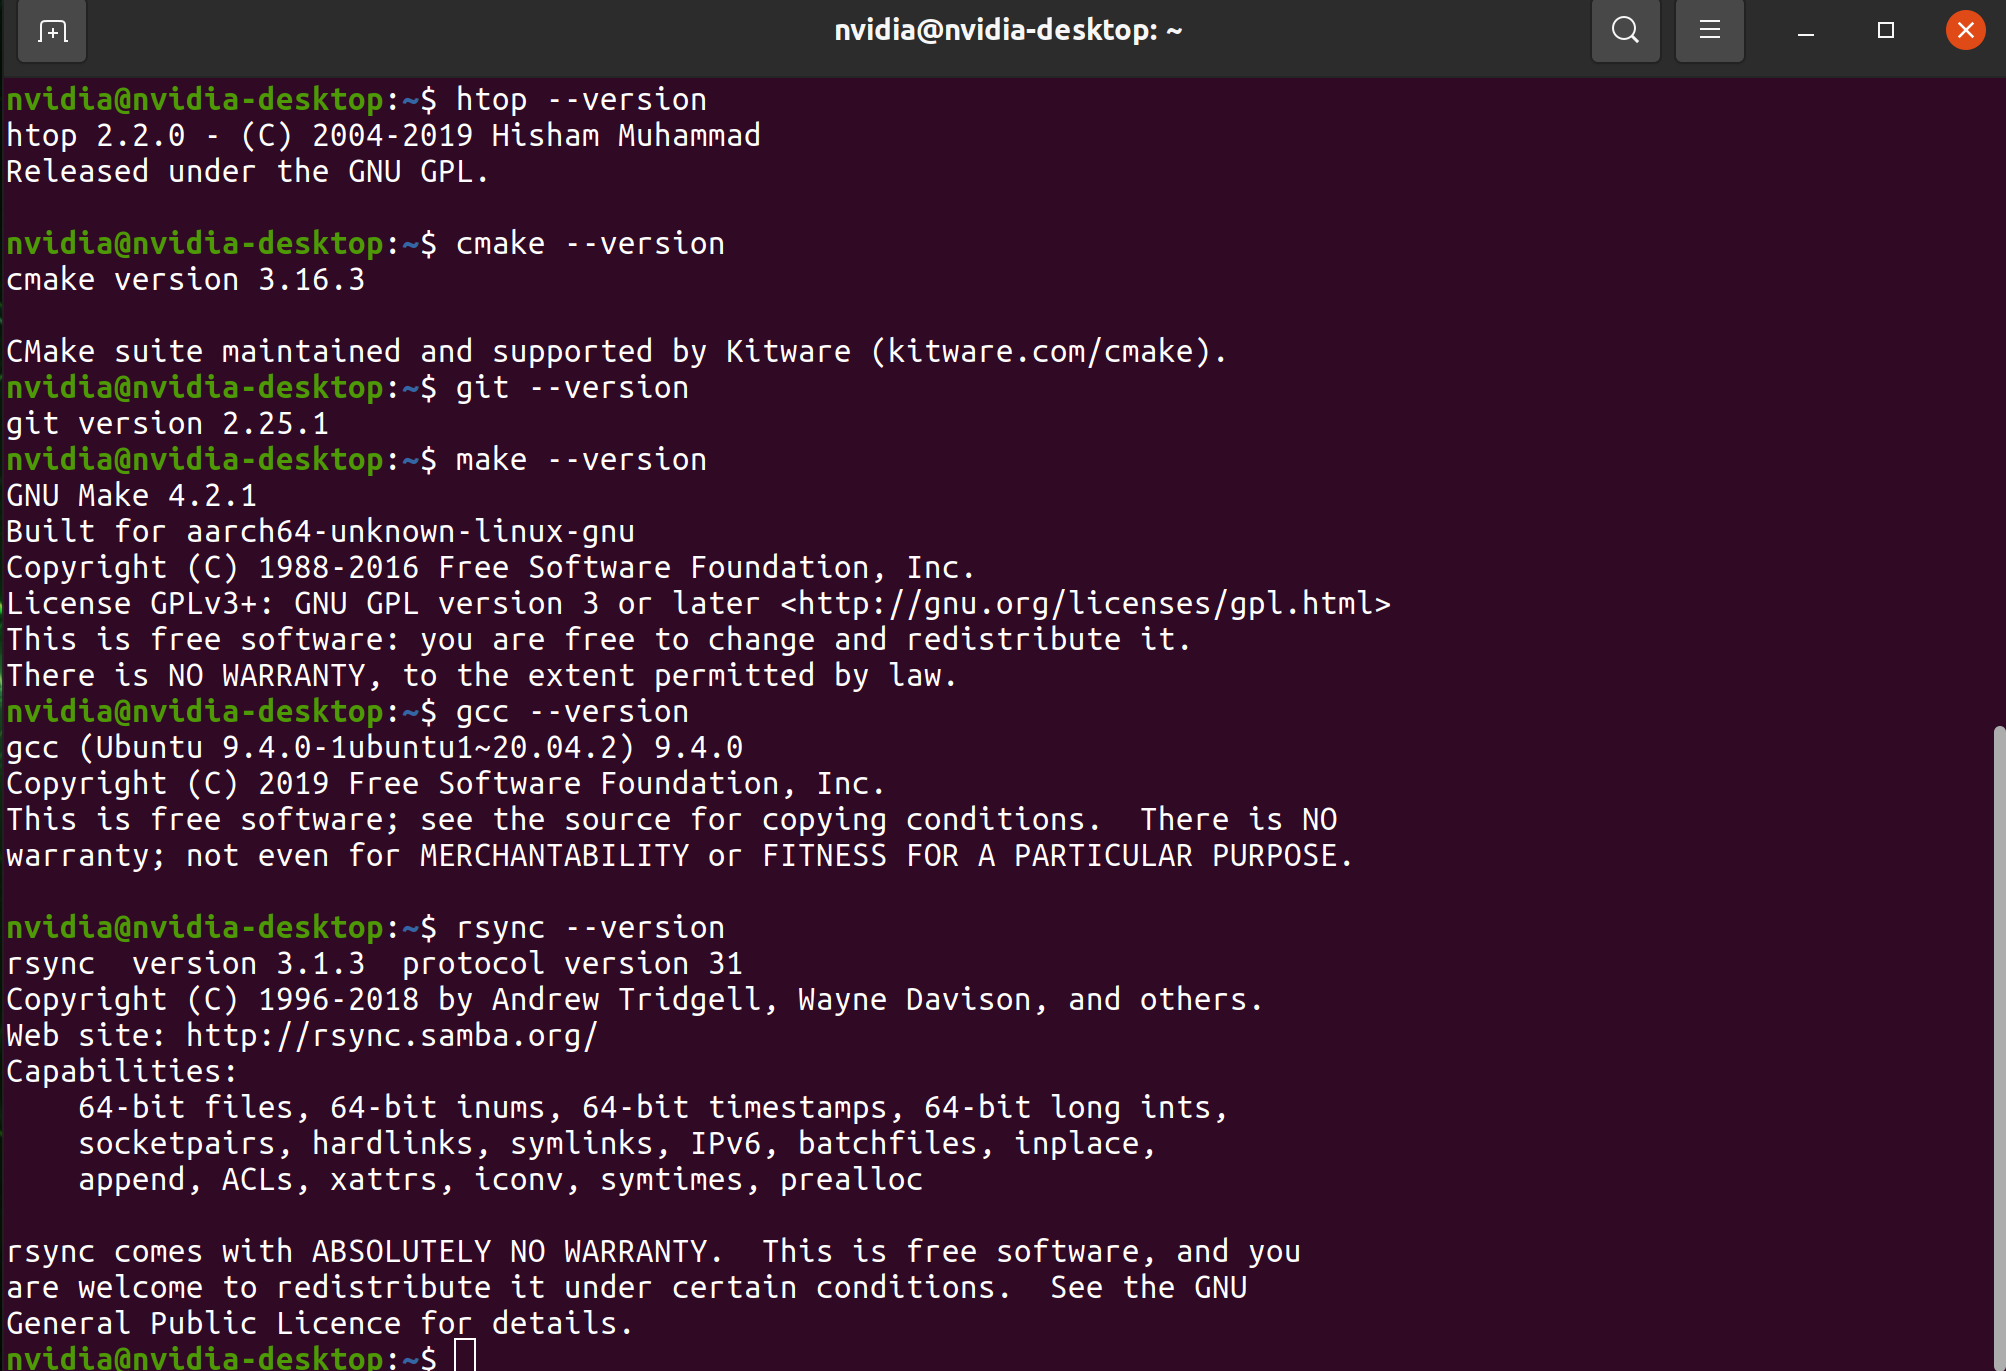 nvidia@nvidia-desktop: ~
nvidia@nvidia-desktop:~$ htop --version
htop 2.2.0 - (C) 2004-2019 Hisham Muhammad
Released under the GNU GPL.
nvidia@nvidia-desktop:~$ cmake --version
cmake version 3.16.3
CMake suite maintained and supported by Kitware (kitware.com/cmake).
nvidia@nvidia-desktop:~$ git --version
git version 2.25.1
nvidia@nvidia-desktop:~$ make --version
GNU Make 4.2.1
Built for aarch64-unknown-linux-gnu
Copyright (C) 1988-2016 Free Software Foundation, Inc.
License GPLv3+: GNU GPL version 3 or later <http://gnu.org/licenses/gpl.html>
This is free software: you are free to change and redistribute it.
There is NO WARRANTY, to the extent permitted by law.
nvidia@nvidia-desktop:~$ gcc --version
gcc (Ubuntu 9.4.0-1ubuntu1~20.04.2) 9.4.0
Copyright (C) 2019 Free Software Foundation, Inc.
This is free software; see the source for copying conditions.  There is NO
warranty; not even for MERCHANTABILITY or FITNESS FOR A PARTICULAR PURPOSE.
nvidia@nvidia-desktop:~$ rsync --version
rsync  version 3.1.3  protocol version 31
Copyright (C) 1996-2018 by Andrew Tridgell, Wayne Davison, and others.
Web site: http://rsync.samba.org/
Capabilities:
    64-bit files, 64-bit inums, 64-bit timestamps, 64-bit long ints,
    socketpairs, hardlinks, symlinks, IPv6, batchfiles, inplace,
    append, ACLs, xattrs, iconv, symtimes, prealloc
rsync comes with ABSOLUTELY NO WARRANTY.  This is free software, and you
are welcome to redistribute it under certain conditions.  See the GNU
General Public Licence for details.
nvidia@nvidia-desktop:~$